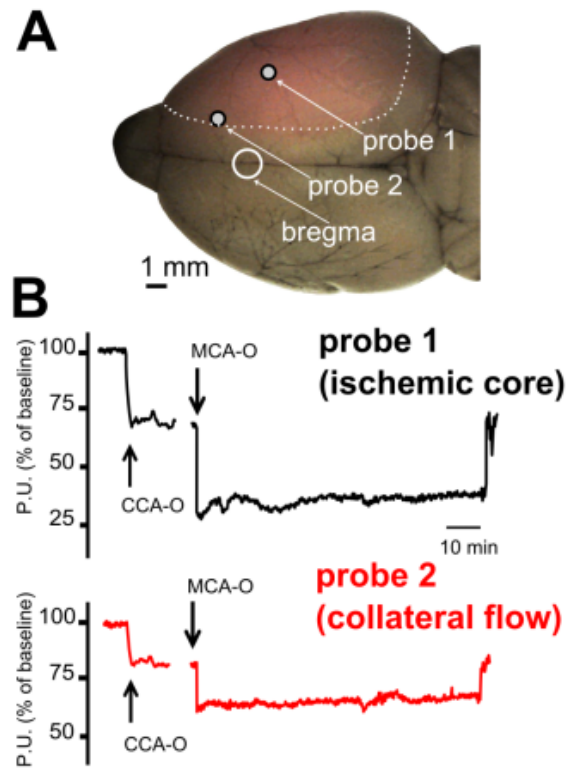 A
probe 1
probe 2
bregma
1 mm
B
P.U. (% of baseline)
100
75
50
25
CCA-O
MCA-O
probe 1
(ischemic core)
10 min
P.U. (% of baseline)
100
75
50
CCA-O
MCA-O
probe 2
(collateral flow)